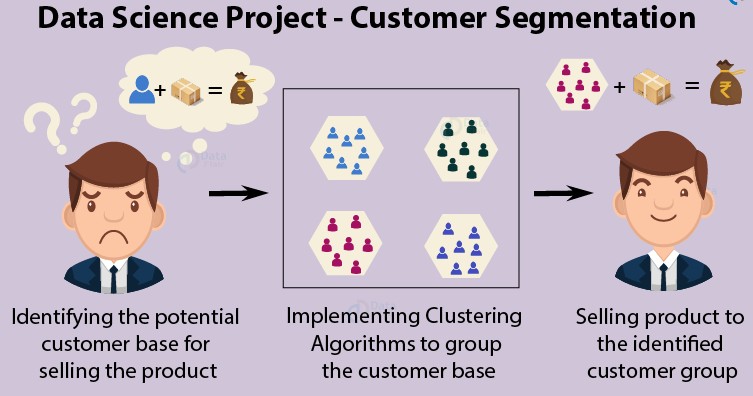 Data Science Project - Customer Segmentation
+ =
₹
+ =
₹
? ?
Data
Identifying the potential
customer base for
selling the product
Implementing Clustering
Algorithms to group
the customer base
Selling product to
the identified
customer group